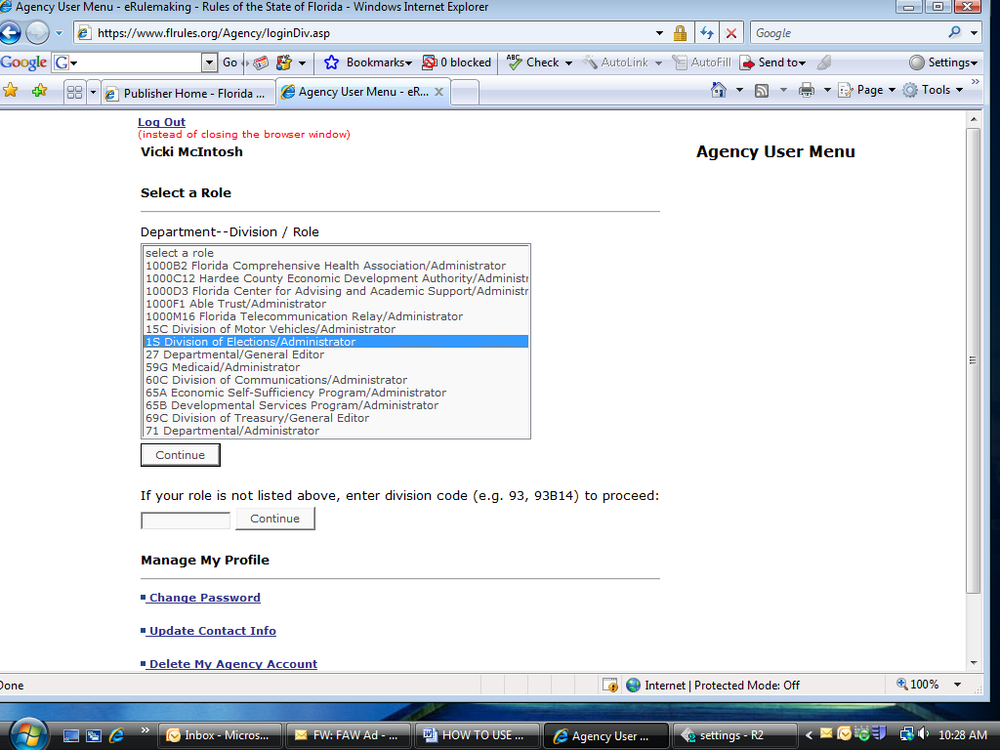 Agency User Menu - eRulemaking - Rules of the State of Florida - Windows Internet Explorer
https://www.flrules.org/Agency/loginDiv.asp
Google
Google G Go Bookmarks 0 blocked ABC Check AutoLink AutoFill Send to Settings
Publisher Home - Florida ... Agency User Menu - eR... Page Tools
Log Out
(instead of closing the browser window)
Vicki McIntosh
Agency User Menu
Select a Role
Department--Division / Role
select a role
1000B2 Florida Comprehensive Health Association/Administrator
1000C12 Hardee County Economic Development Authority/Administr
1000D3 Florida Center for Advising and Academic Support/Administr
1000F1 Able Trust/Administrator
1000M16 Florida Telecommunication Relay/Administrator
15C Division of Motor Vehicles/Administrator
1S Division of Elections/Administrator
27 Departmental/General Editor
59G Medicaid/Administrator
60C Division of Communications/Administrator
65A Economic Self-Sufficiency Program/Administrator
65B Developmental Services Program/Administrator
69C Division of Treasury/General Editor
71 Departmental/Administrator
Continue
If your role is not listed above, enter division code (e.g. 93, 93B14) to proceed:
Continue
Manage My Profile
Change Password
Update Contact Info
Delete My Agency Account
Done Internet | Protected Mode: Off 100%
Inbox - Micros... FW: FAW Ad - ... HOW TO USE ... Agency User ... settings - R2 10:28 AM